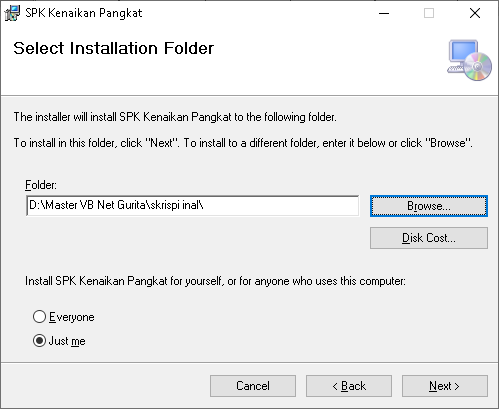 SPK Kenaikan Pangkat
Select Installation Folder
The installer will install SPK Kenaikan Pangkat to the following folder.
To install in this folder, click "Next". To install to a different folder, enter it below or click "Browse".
Folder:
D:\Master VB Net Gurita\skrispi inal\
Browse...
Disk Cost...
Install SPK Kenaikan Pangkat for yourself, or for anyone who uses this computer:
Everyone
Just me
Cancel
< Back
Next >